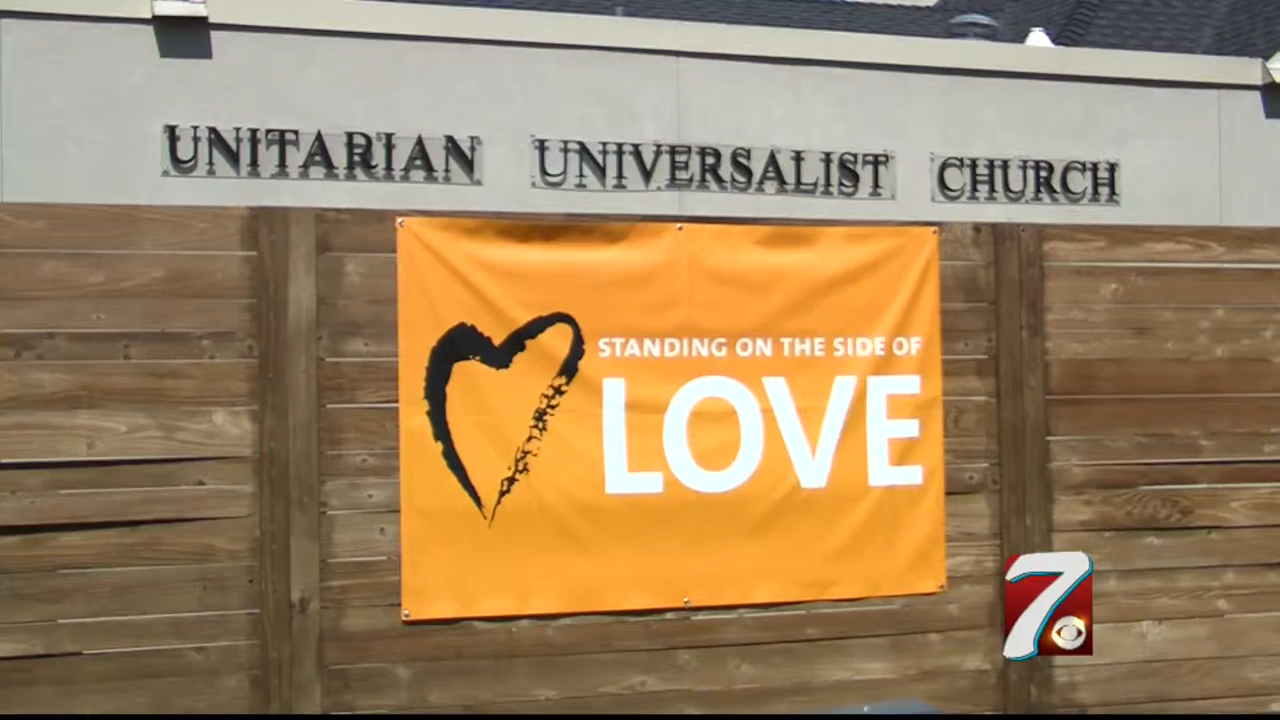 UNITARIAN UNIVERSALIST CHURCH
STANDING ON THE SIDE OF
LOVE
7